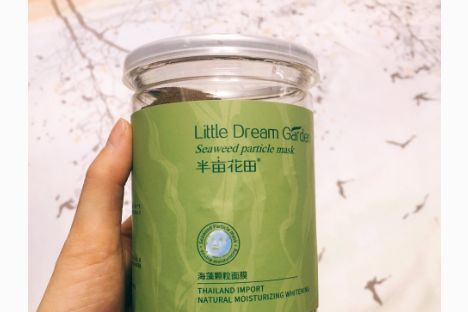 Little Dream Garden
Seaweed particle mask
半亩花田®
海藻颗粒面膜
THAILAND IMPORT
NATURAL MOISTURIZING WHITENING